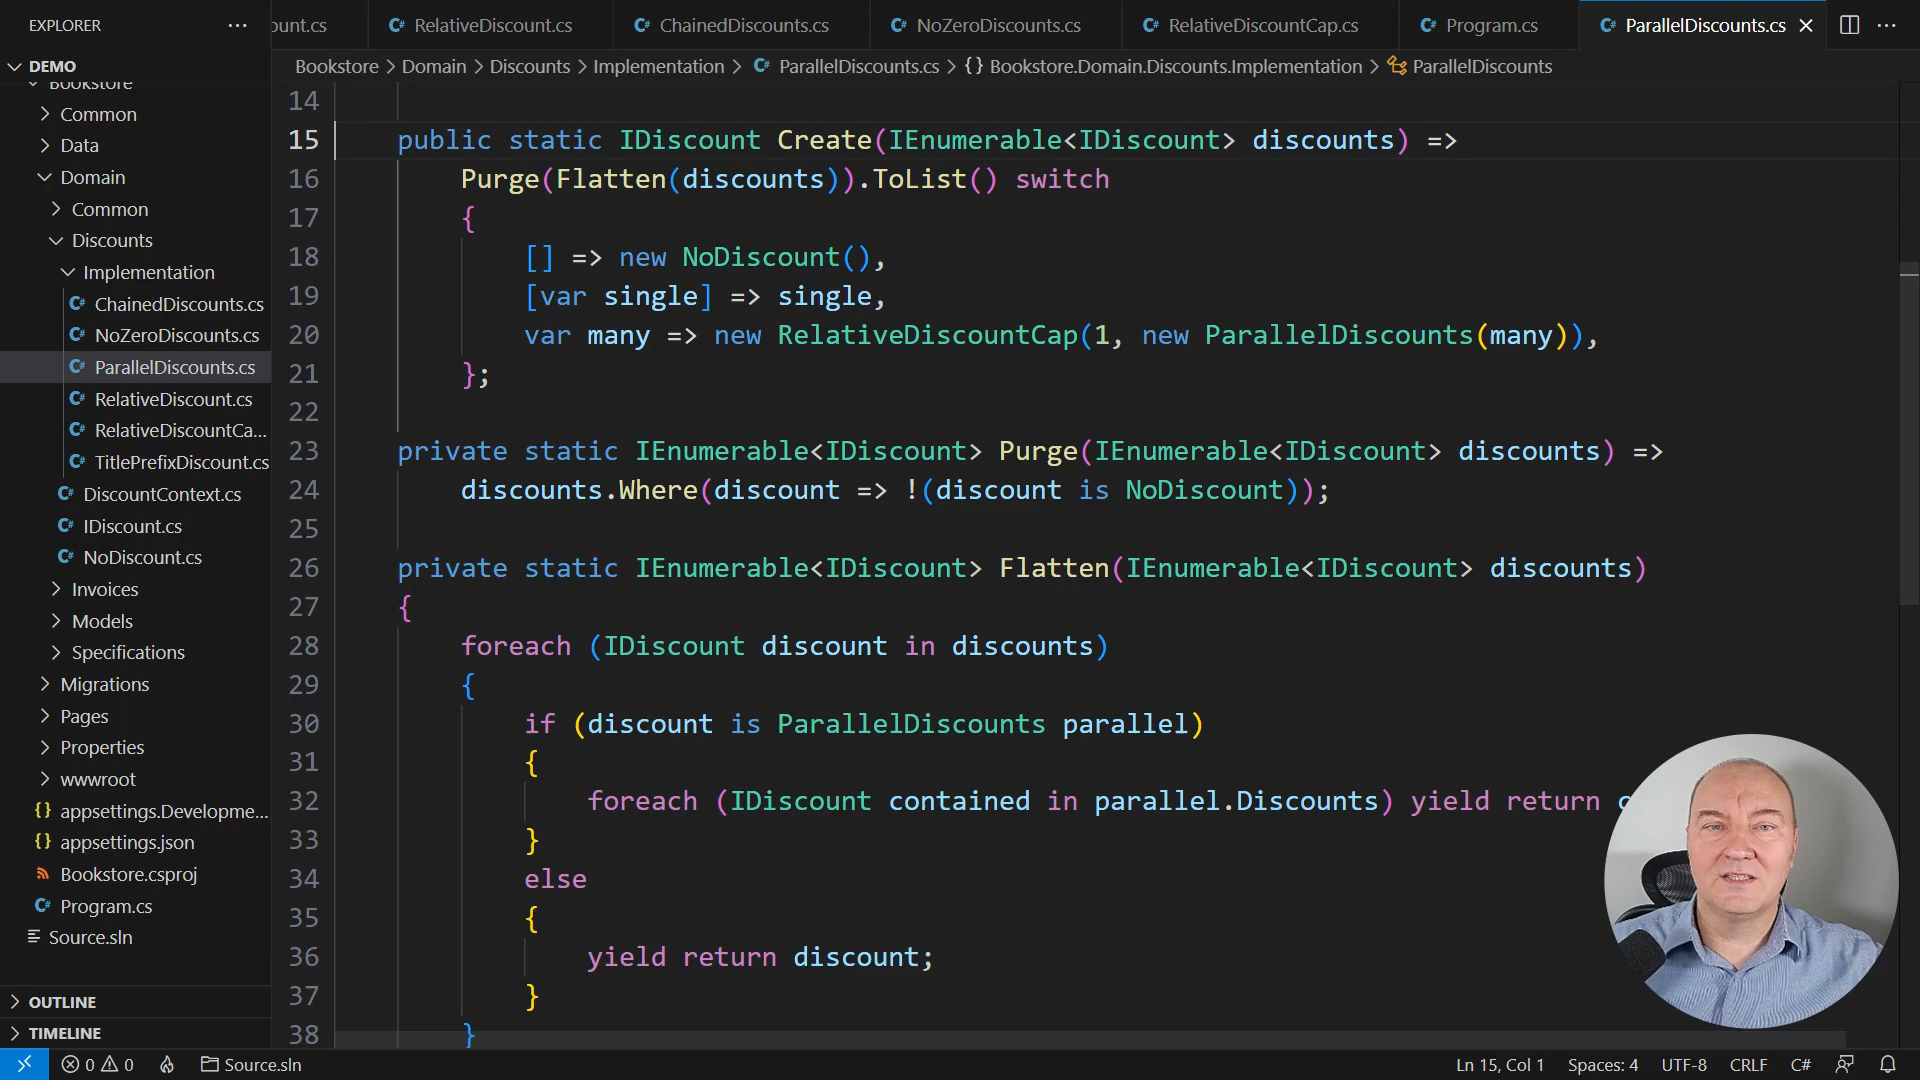 EXPLORER
ount.cs
RelativeDiscount.cs
ChainedDiscounts.cs
NoZeroDiscounts.cs
RelativeDiscountCap.cs
Program.cs
ParallelDiscounts.cs
Bookstore > Domain > Discounts > Implementation > ParallelDiscounts.cs > {} Bookstore.Domain.Discounts.Implementation > ParallelDiscounts
DEMO
Bookstore
Common
Data
Domain
Common
Discounts
Implementation
ChainedDiscounts.cs
NoZeroDiscounts.cs
ParallelDiscounts.cs
RelativeDiscount.cs
RelativeDiscountCa...
TitlePrefixDiscount.cs
DiscountContext.cs
IDiscount.cs
NoDiscount.cs
Invoices
Models
Specifications
Migrations
Pages
Properties
wwwroot
{} appsettings.Developme...
{} appsettings.json
Bookstore.csproj
Program.cs
Source.sln
OUTLINE
TIMELINE
14
15 public static IDiscount Create(IEnumerable<IDiscount> discounts) =>
16 Purge(Flatten(discounts)).ToList() switch
17 {
18 [] => new NoDiscount(),
19 [var single] => single,
20 var many => new RelativeDiscountCap(1, new ParallelDiscounts(many)),
21 };
22
23 private static IEnumerable<IDiscount> Purge(IEnumerable<IDiscount> discounts) =>
24 discounts.Where(discount => !(discount is NoDiscount));
25
26 private static IEnumerable<IDiscount> Flatten(IEnumerable<IDiscount> discounts)
27 {
28 foreach (IDiscount discount in discounts)
29 {
30 if (discount is ParallelDiscounts parallel)
31 {
32 foreach (IDiscount contained in parallel.Discounts) yield return
33 }
34 else
35 {
36 yield return discount;
37 }
38 }
0 0 Source.sln
Ln 15, Col 1 Spaces: 4 UTF-8 CRLF C#